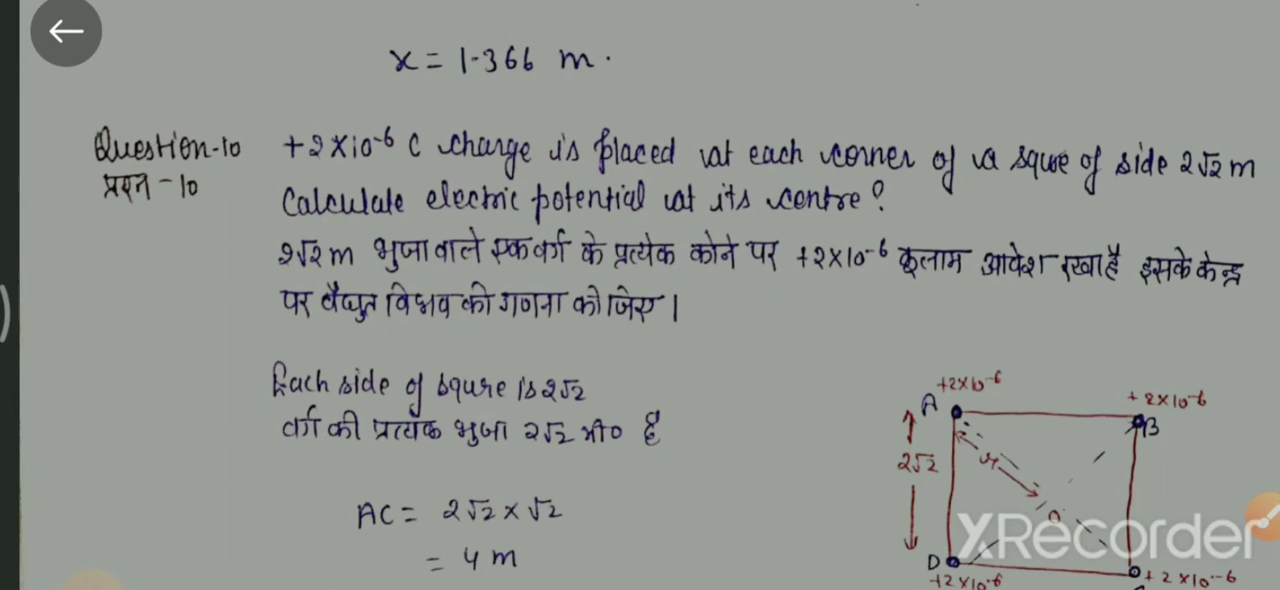 x = 1.366 m.
Question-10 +2×10⁻⁶ C charge is placed at each corner of a squre of side 2√2 m
प्रश्न-10 Calculate electric potential at its centre?
2√2 m भुजा वाले एक वर्ग के प्रत्येक कोने पर +2×10⁻⁶ कूलाम आवेश रखा है इसके केन्द्र
पर वैद्युत विभव की गणना कीजिए।
Each side of squre is 2√2
वर्ग की प्रत्येक भुजा 2√2 मी० है
AC = 2√2 × √2
= 4 m
+2×10⁻⁶
+2×10⁻⁶
A
B
2√2
r
O
XRecorder
D
+2×10⁻⁶
+2×10⁻⁶